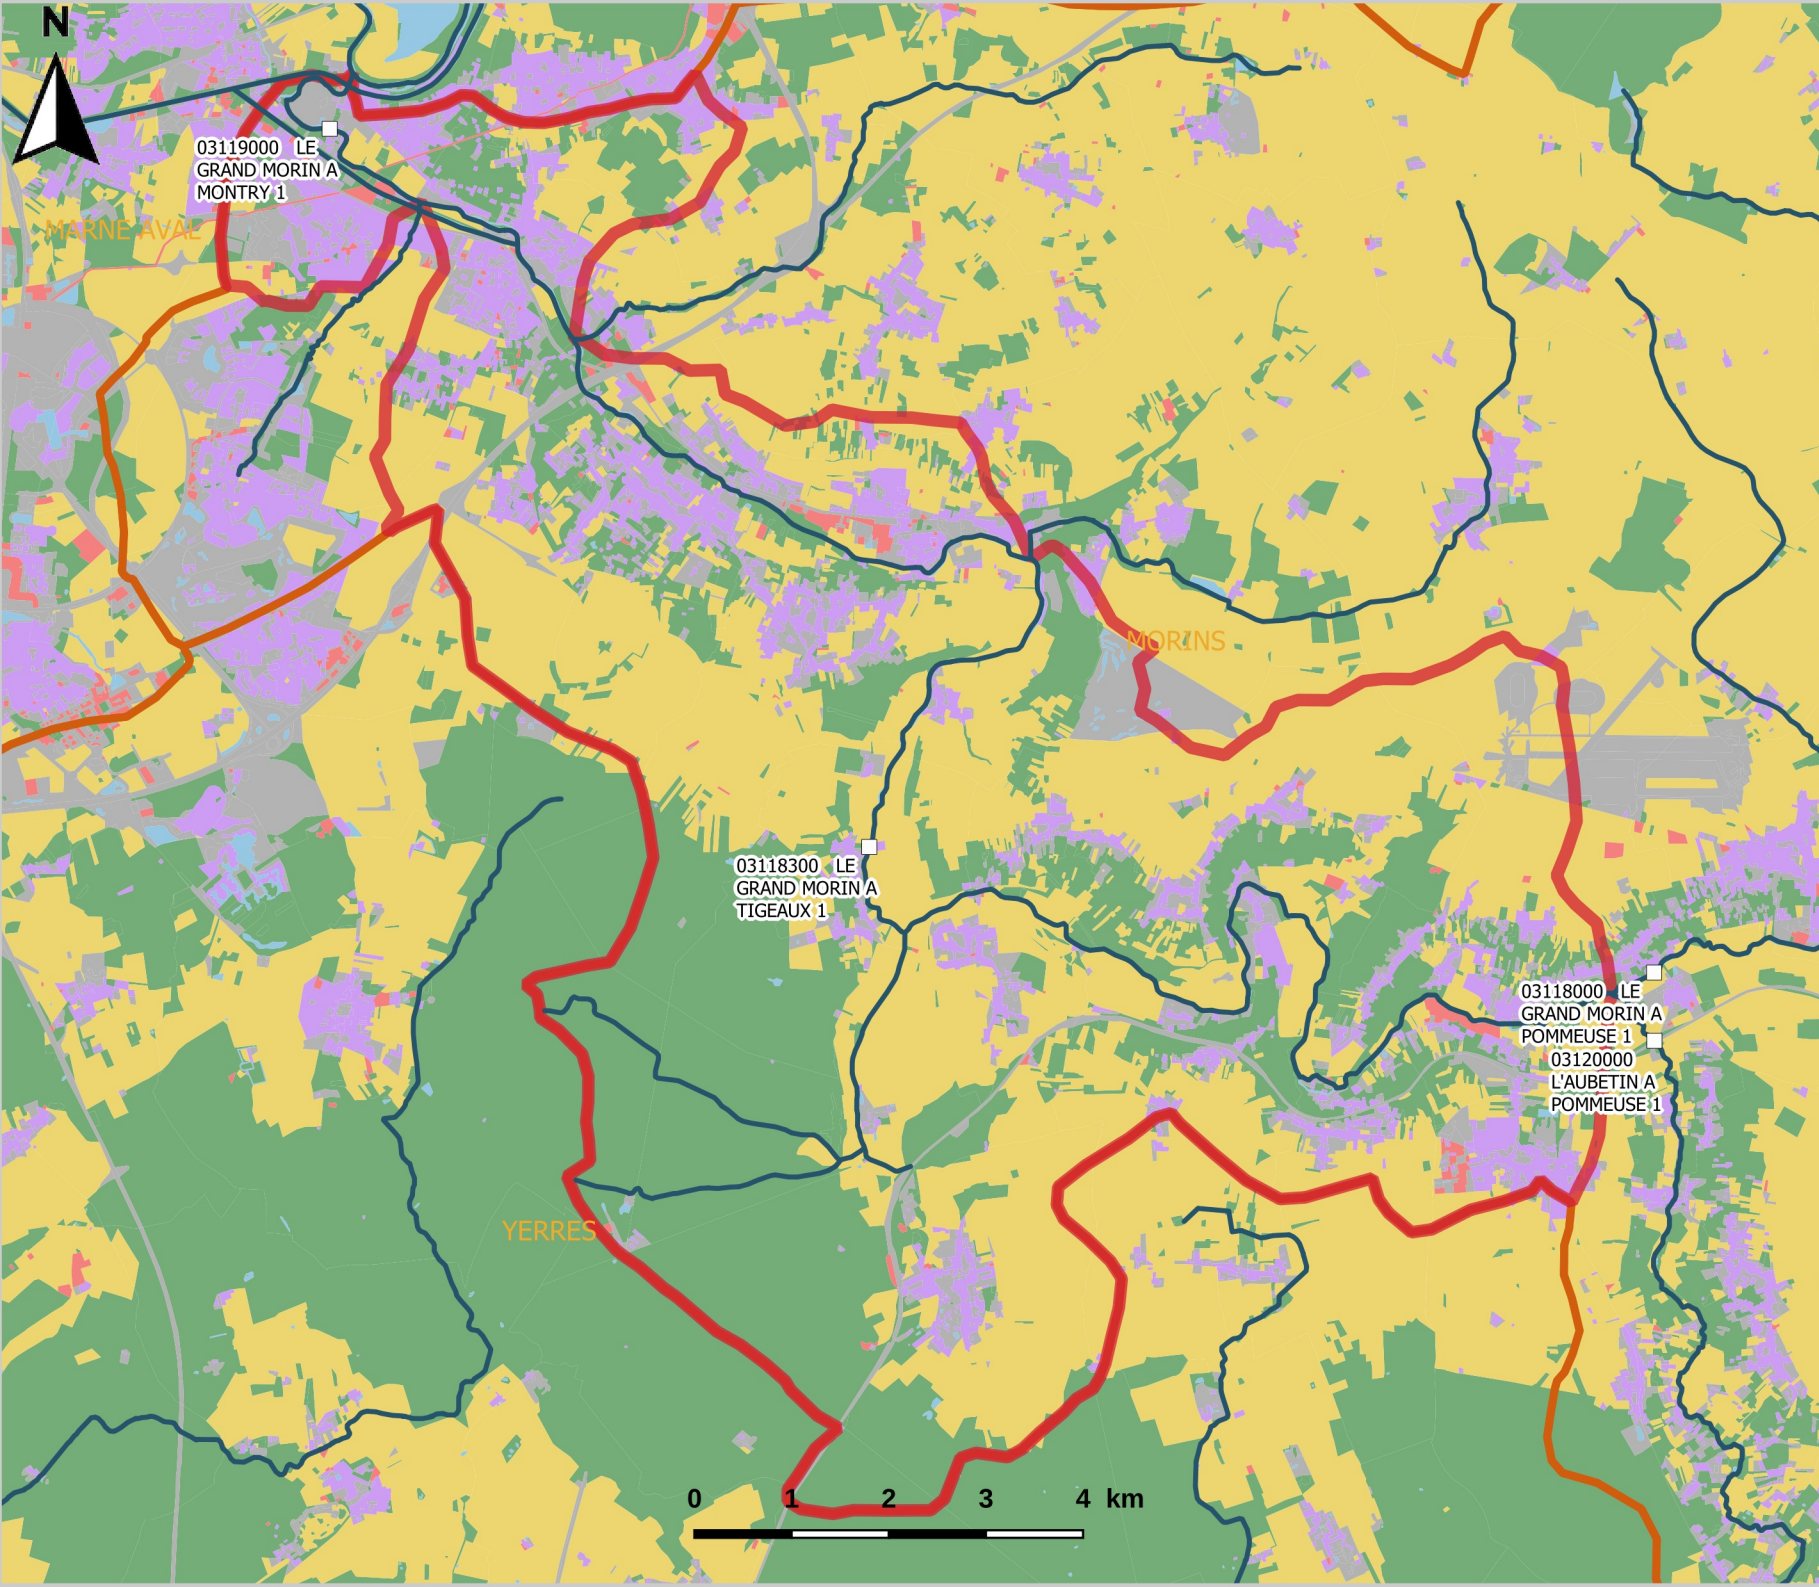 N
03119000 LE
GRAND MORIN A
MONTRY 1
MARNE AVAL
MORINS
03118300 LE
GRAND MORIN A
TIGEAUX 1
03118000 LE
GRAND MORIN A
POMMEUSE 1
03120000
L'AUBETIN A
POMMEUSE 1
YERRES
0 1 2 3 4 km